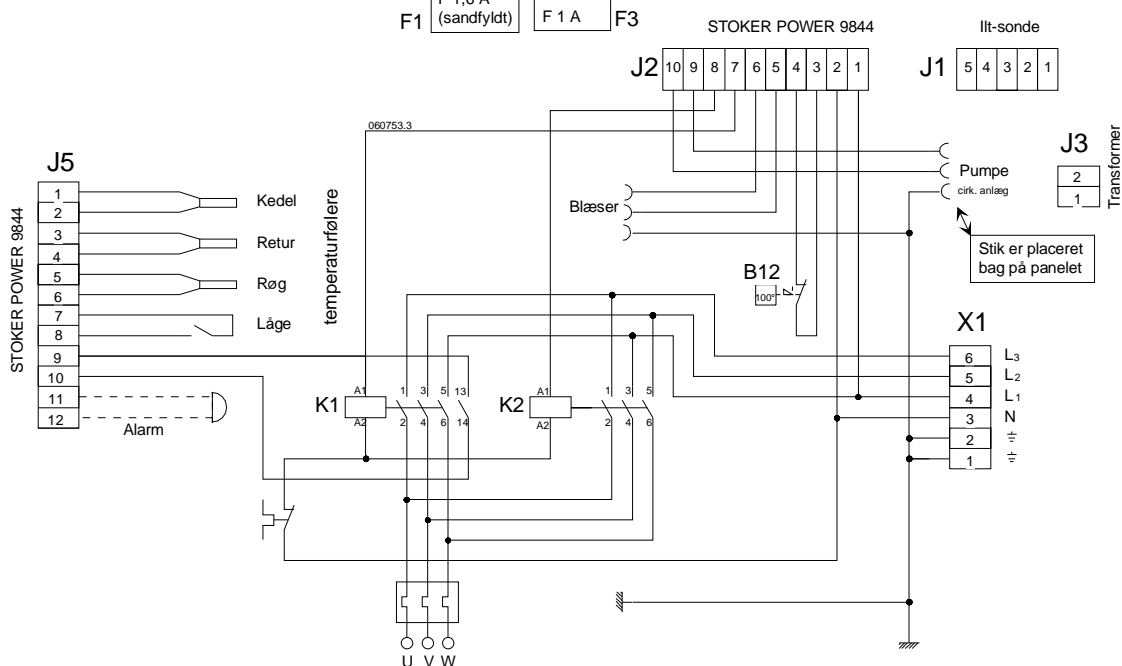 F 1,6 A
F1 (sandfyldt)
F 1 A F3
STOKER POWER 9844
Ilt-sonde
J2 10 9 8 7 6 5 4 3 2 1
J1 5 4 3 2 1
060753.3
J5
STOKER POWER 9844
1
2
3
4
5
6
7
8
9
10
11
12
Kedel
Retur
Røg
Låge
temperaturfølere
Alarm
Blæser
Pumpe
cirk. anlæg
J3
2
1
Transformer
Stik er placeret
bag på panelet
B12
100°
X1
6 L3
5 L2
4 L1
3 N
2
1
K1 A1 A2
1 3 5 13
2 4 6 14
K2 A1 A2
1 3 5
2 4 6
U V W